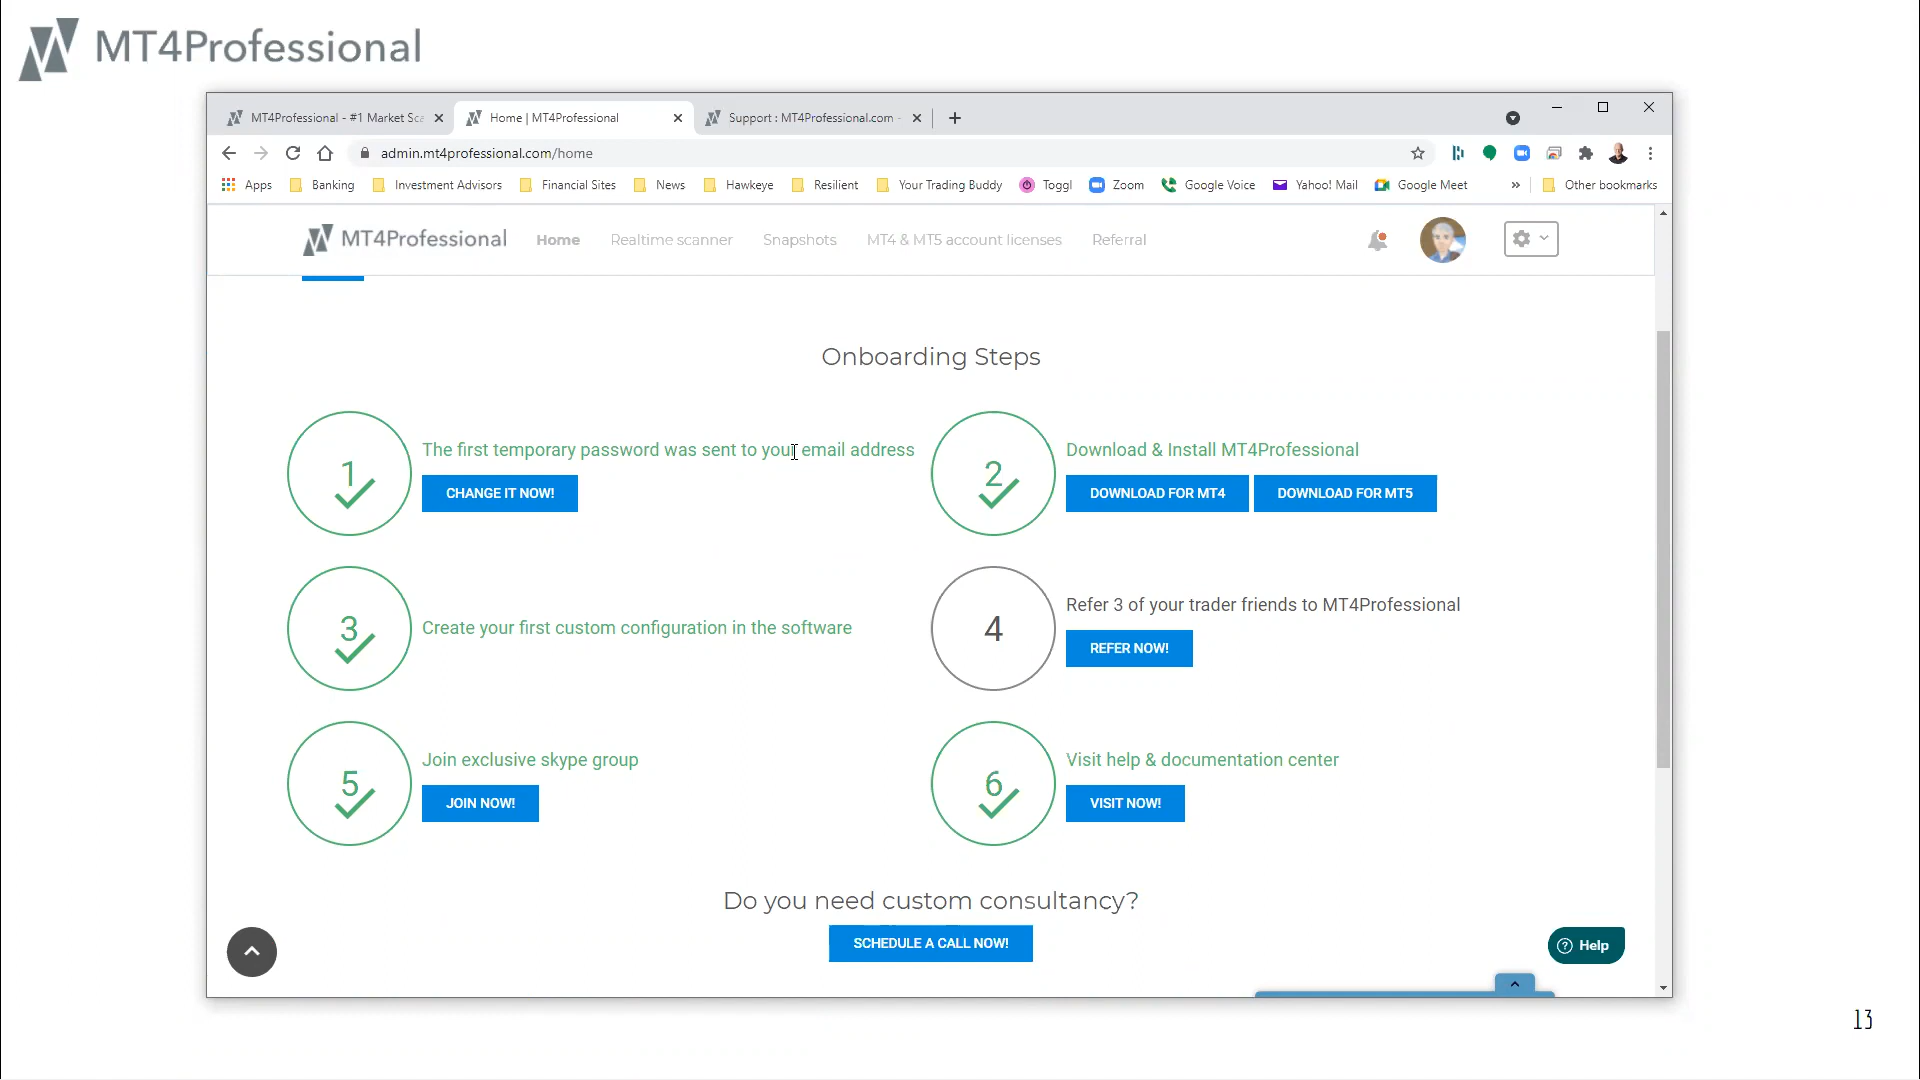 MT4Professional
MT4Professional - #1 Market Sca
Home | MT4Professional
Support : MT4Professional.com -
admin.mt4professional.com/home
Apps Banking Investment Advisors Financial Sites News Hawkeye Resilient Your Trading Buddy Toggl Zoom Google Voice Yahoo! Mail Google Meet » Other bookmarks
MT4Professional Home Realtime scanner Snapshots MT4 & MT5 account licenses Referral
Onboarding Steps
1
The first temporary password was sent to your email address
CHANGE IT NOW!
2
Download & Install MT4Professional
DOWNLOAD FOR MT4 DOWNLOAD FOR MT5
3
Create your first custom configuration in the software
4
Refer 3 of your trader friends to MT4Professional
REFER NOW!
5
Join exclusive skype group
JOIN NOW!
6
Visit help & documentation center
VISIT NOW!
Do you need custom consultancy?
SCHEDULE A CALL NOW!
? Help
13